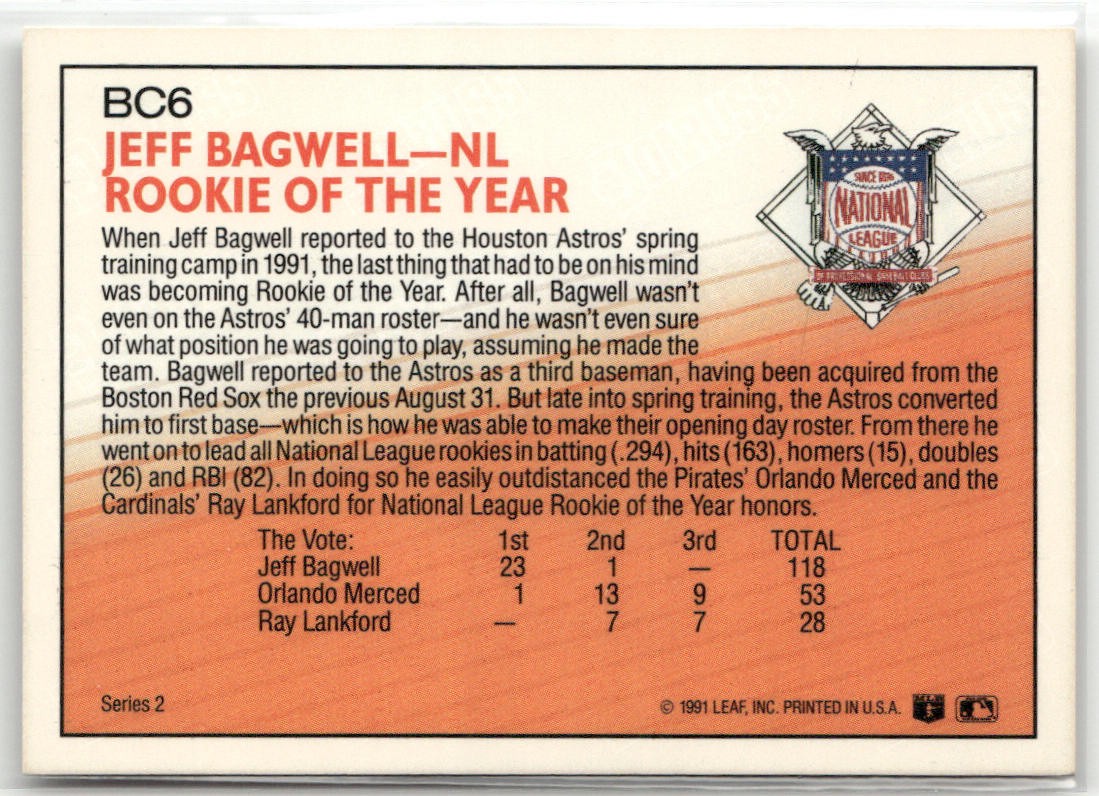 BC6
JEFF BAGWELL—NL
ROOKIE OF THE YEAR
SINCE 1876
NATIONAL
LEAGUE
OF PROFESSIONAL BASEBALL CLUBS
When Jeff Bagwell reported to the Houston Astros' spring
training camp in 1991, the last thing that had to be on his mind
was becoming Rookie of the Year. After all, Bagwell wasn't
even on the Astros' 40-man roster—and he wasn't even sure
of what position he was going to play, assuming he made the
team. Bagwell reported to the Astros as a third baseman, having been acquired from the
Boston Red Sox the previous August 31. But late into spring training, the Astros converted
him to first base—which is how he was able to make their opening day roster. From there he
went on to lead all National League rookies in batting (.294), hits (163), homers (15), doubles
(26) and RBI (82). In doing so he easily outdistanced the Pirates' Orlando Merced and the
Cardinals' Ray Lankford for National League Rookie of the Year honors.
The Vote: 1st 2nd 3rd TOTAL
Jeff Bagwell 23 1 — 118
Orlando Merced 1 13 9 53
Ray Lankford — 7 7 28
Series 2
© 1991 LEAF, INC. PRINTED IN U.S.A.